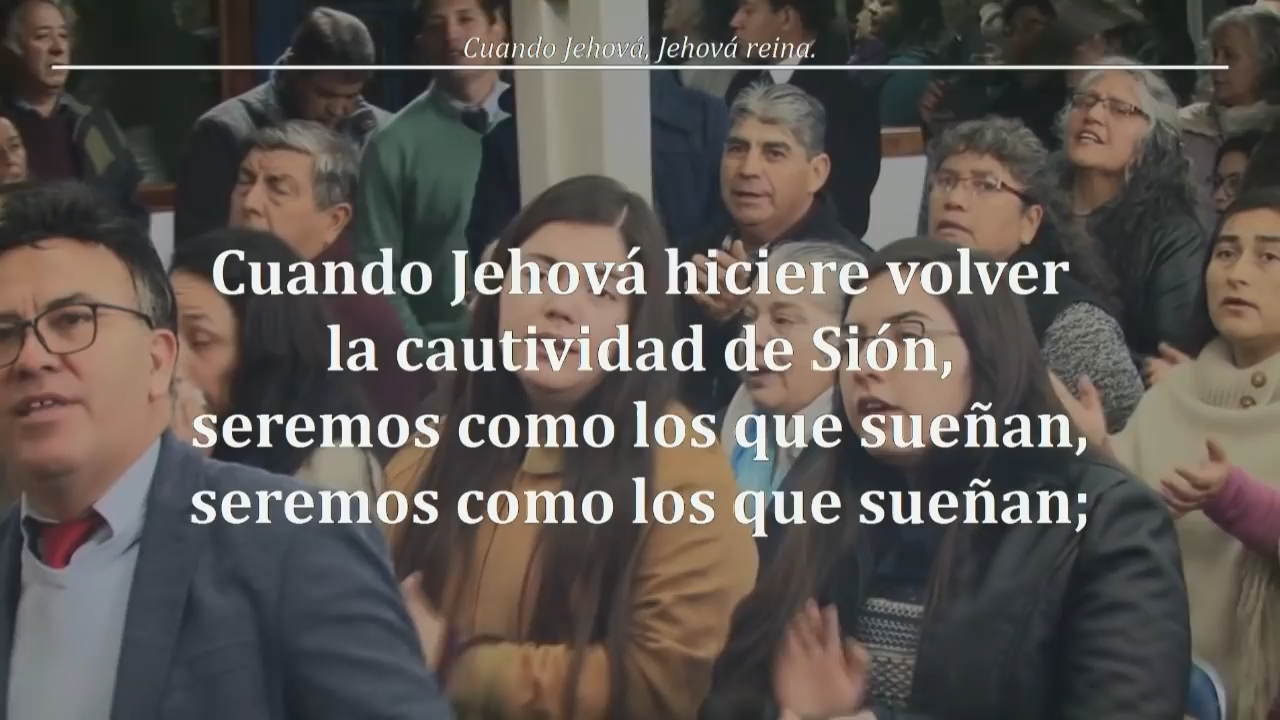 Cuando Jehová, Jehová reina.
Cuando Jehová hiciere volver
la cautividad de Sión,
seremos como los que sueñan,
seremos como los que sueñan;